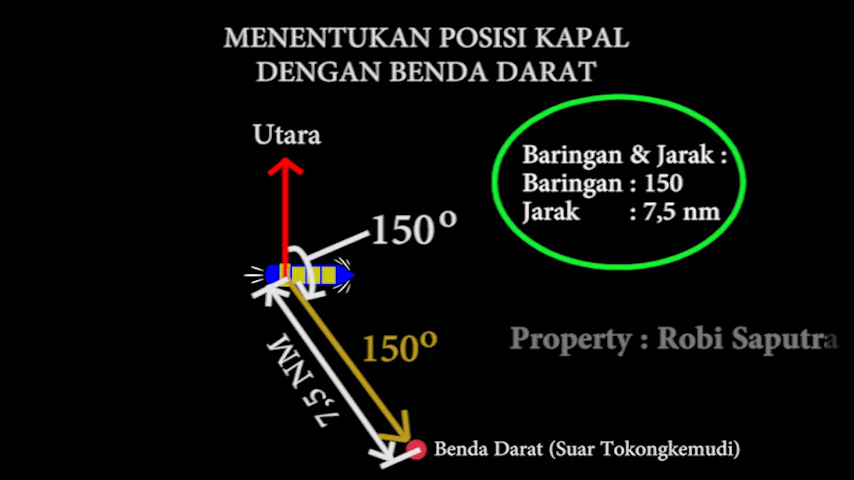 MENENTUKAN POSISI KAPAL
DENGAN BENDA DARAT
Utara
Baringan & Jarak :
Baringan : 150
Jarak : 7,5 nm
150º
150º
7,5 NM
Property : Robi Saputra
Benda Darat (Suar Tokongkemudi)